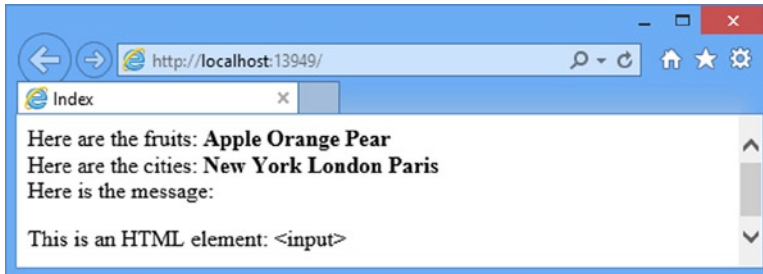 http://localhost:13949/
Index
Here are the fruits: Apple Orange Pear
Here are the cities: New York London Paris
Here is the message:
This is an HTML element: <input>